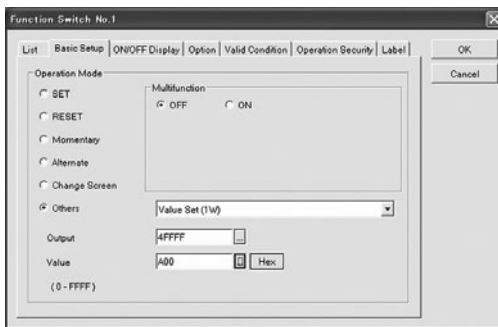 Function Switch No.1
List
Basic Setup
ON/OFF Display
Option
Valid Condition
Operation Security
Label
OK
Cancel
Operation Mode
SET
RESET
Momentary
Alternate
Change Screen
Others
Multifunction
OFF
ON
Value Set (1W)
Output
4FFFF
...
Value
A00
Hex
(0-FFFF)